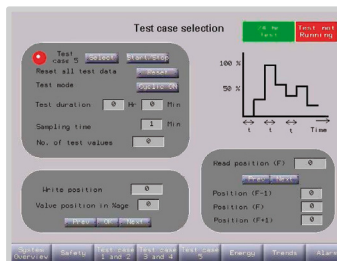 Test case selection
Test not
Running
Test
case 5
Select
Start/Stop
Reset all test data
Reset
Test mode
Cyclic ON
Test duration 0 Hr 0 Min
Sampling time 1 Min
No. of test values 0
100 %
50 %
t t t Time
Read position (F) 0
Prev Next
Position (F-1) 0
Position (F) 0
Position (F+1) 0
Write position 0
Value position in Nage 0
Prev OK Next
System
Overview
Safety
Test case
1 and 2
Test case
3 and 4
Test case
5
Energy
Trends
Alarm